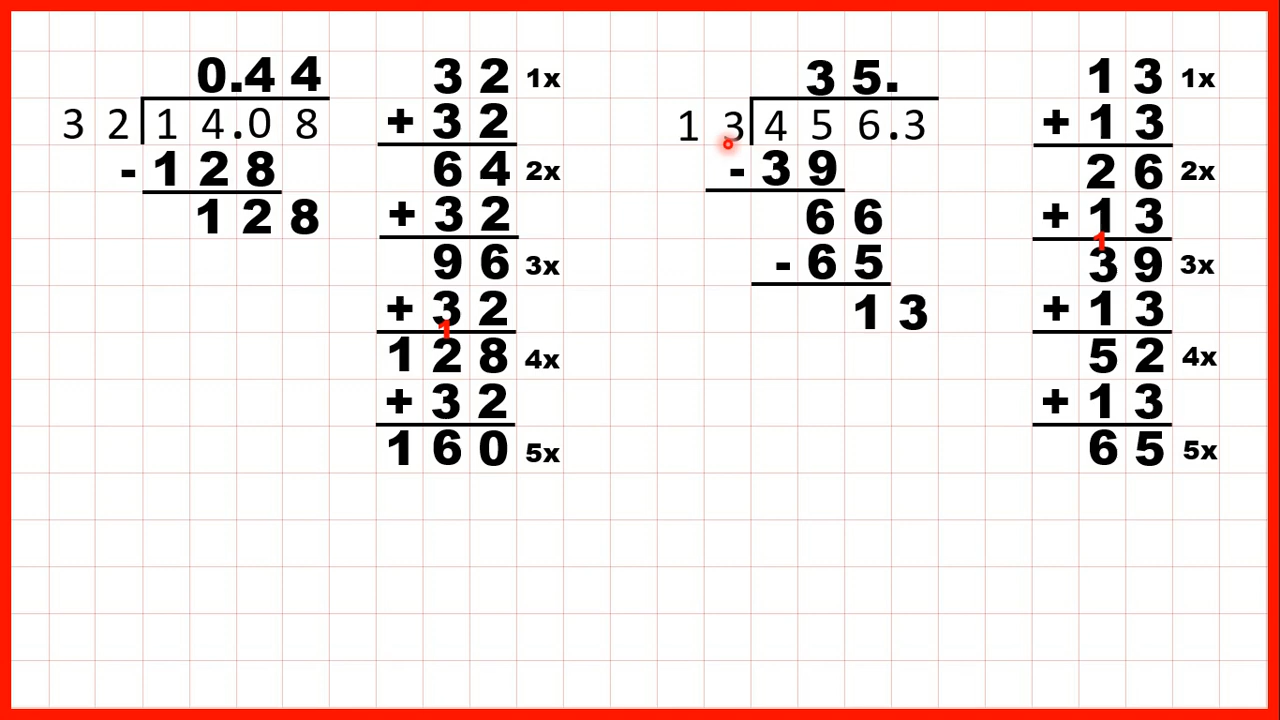 0.44
32 14.08
-128
128
32 1x
+ 32
64 2x
+ 32
96 3x
+ 32
1
128 4x
+ 32
160 5x
35.
13 456.3
- 39
66
- 65
13
13 1x
+ 13
26 2x
+ 13
1
39 3x
+ 13
52 4x
+ 13
65 5x